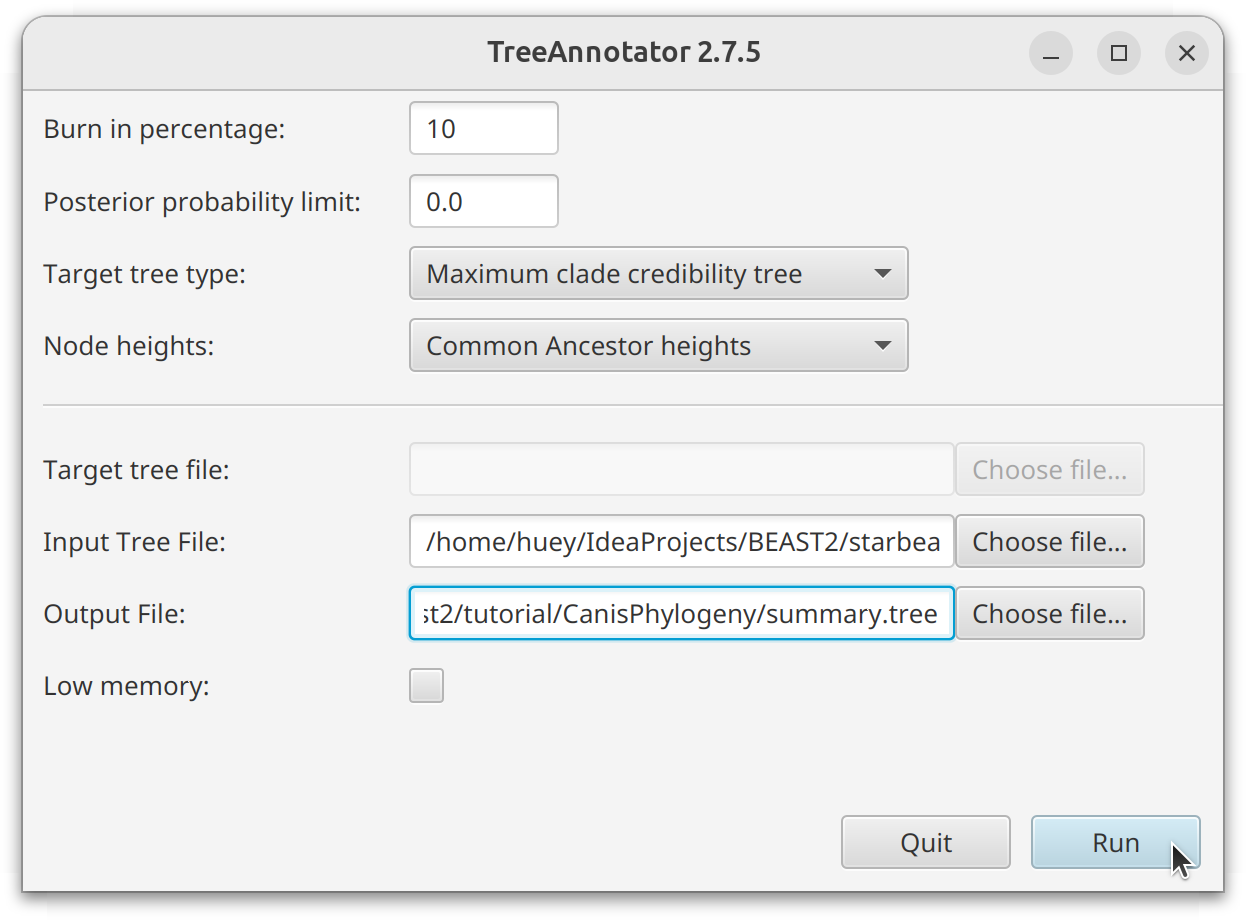 TreeAnnotator 2.7.5
Burn in percentage: 10
Posterior probability limit: 0.0
Target tree type: Maximum clade credibility tree
Node heights: Common Ancestor heights
Target tree file: Choose file...
Input Tree File: /home/huey/IdeaProjects/BEAST2/starbea Choose file...
Output File: st2/tutorial/CanisPhylogeny/summary.tree Choose file...
Low memory:
Quit Run